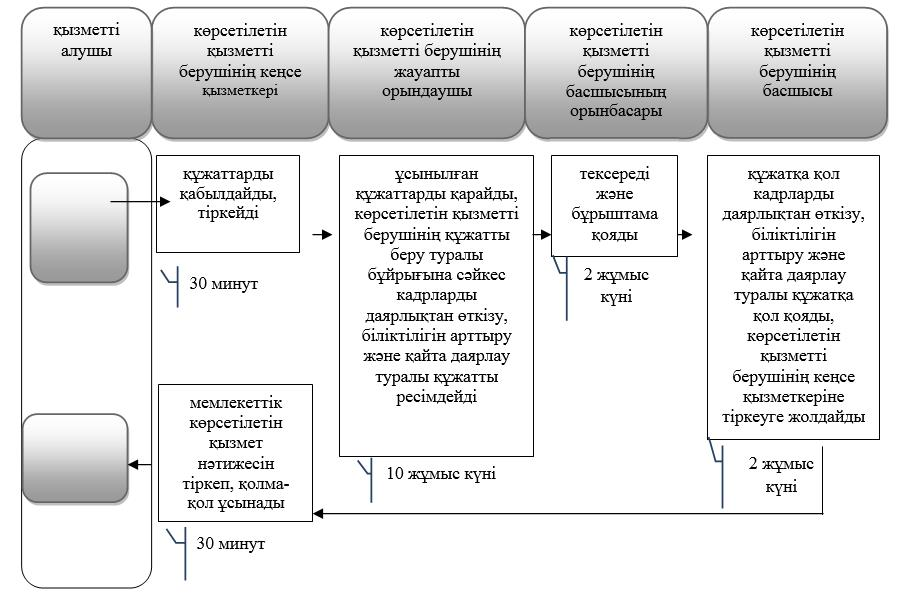 қызметті
алушы
көрсетілетін
қызметті
берушінің кеңсе
қызметкері
көрсетілетін
қызметті берушінің
жауапты
орындаушы
көрсетілетін
қызметті
берушінің
басшысының
орынбасары
көрсетілетін
қызметті
берушінің
басшысы
құжаттарды
қабылдайды,
тіркейді
30 минут
ұсынылған
құжаттарды қарайды,
көрсетілетін қызметті
берушінің құжатты
беру туралы
бұйрығына сәйкес
кадрларды
даярлықтан өткізу,
біліктілігін арттыру
және қайта даярлау
туралы құжатты
ресімдейді
10 жұмыс күні
тексереді
және
бұрыштама
қояды
2 жұмыс
күні
құжатқа қол
кадрларды
даярлықтан өткізу,
біліктілігін
арттыру және
қайта даярлау
туралы құжатқа
қол қояды,
көрсетілетін
қызметті
берушінің кеңсе
қызметкеріне
тіркеуге жолдайды
2 жұмыс
күні
мемлекеттік
көрсетілетін
қызмет
нәтижесін
тіркеп, қолма-
қол ұсынады
30 минут